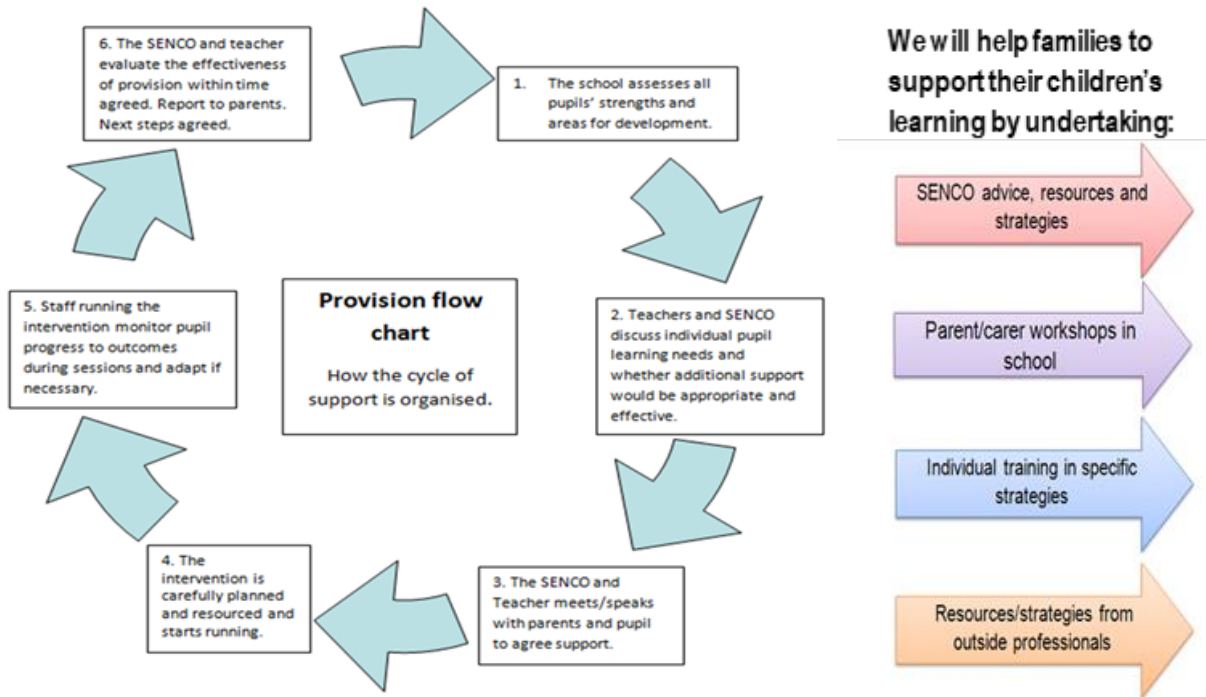 6. The SENCO and teacher
evaluate the effectiveness
of provision within time
agreed. Report to parents.
Next steps agreed.
1. The school assesses all
pupils' strengths and
areas for development.
2. Teachers and SENCO
discuss individual pupil
learning needs and
whether additional support
would be appropriate and
effective.
3. The SENCO and
Teacher meets/speaks
with parents and pupil
to agree support.
4. The
intervention is
carefully planned
and resourced and
starts running.
5. Staff running the
intervention monitor pupil
progress to outcomes
during sessions and adapt if
necessary.
Provision flow
chart
How the cycle of
support is organised.
We will help families to
support their children's
learning by undertaking:
SENCO advice, resources and
strategies
Parent/carer workshops in
school
Individual training in specific
strategies
Resources/strategies from
outside professionals